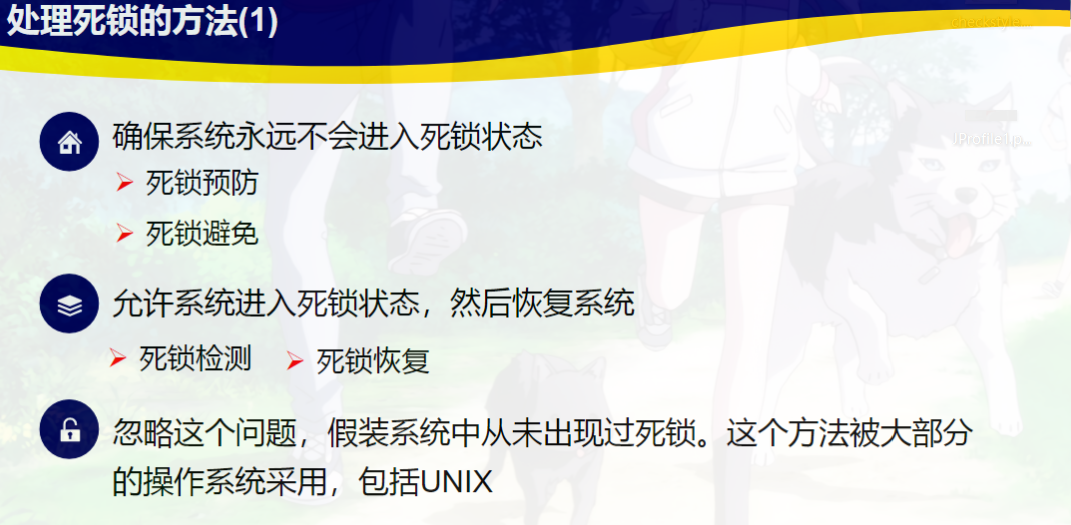 处理死锁的方法(1)
checkstyle...
JProfiler.p...
确保系统永远不会进入死锁状态
死锁预防
死锁避免
允许系统进入死锁状态，然后恢复系统
死锁检测 死锁恢复
忽略这个问题，假装系统中从未出现过死锁。这个方法被大部分
的操作系统采用，包括UNIX